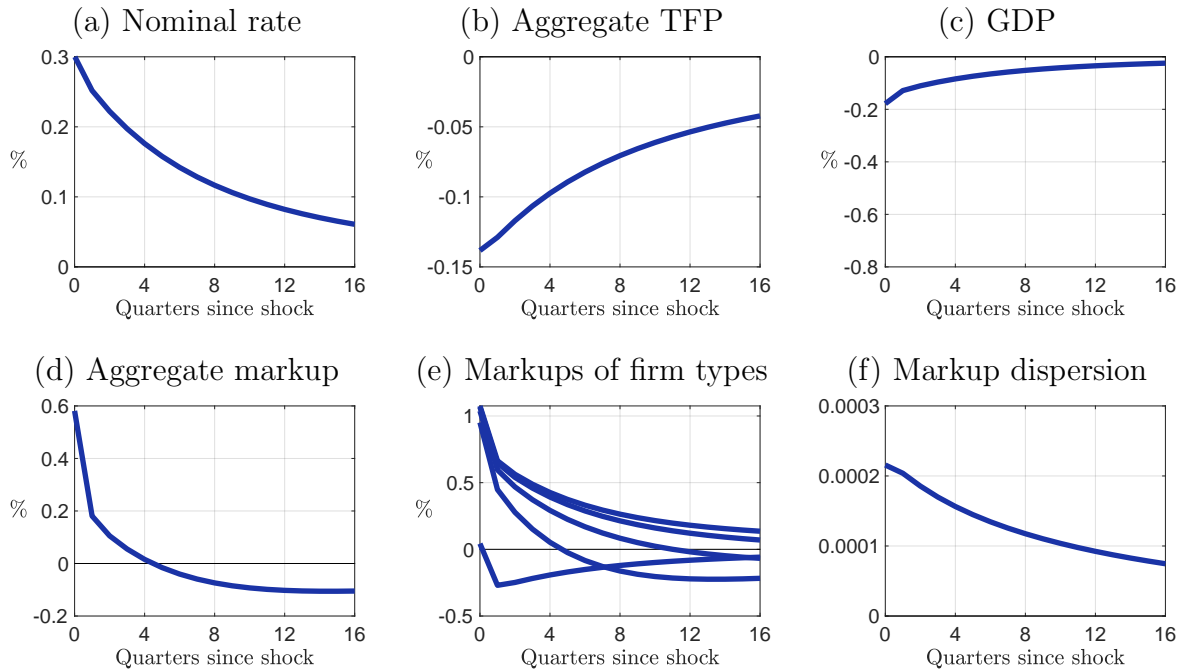 (a) Nominal rate
0.3
0.2
0.1
0
%
0 4 8 12 16
Quarters since shock
(b) Aggregate TFP
0
-0.05
-0.1
-0.15
%
0 4 8 12 16
Quarters since shock
(c) GDP
0
-0.2
-0.4
-0.6
-0.8
%
0 4 8 12 16
Quarters since shock
(d) Aggregate markup
0.6
0.4
0.2
0
-0.2
%
0 4 8 12 16
Quarters since shock
(e) Markups of firm types
1
0.5
0
-0.5
%
0 4 8 12 16
Quarters since shock
(f) Markup dispersion
0.0003
0.0002
0.0001
0
0 4 8 12 16
Quarters since shock